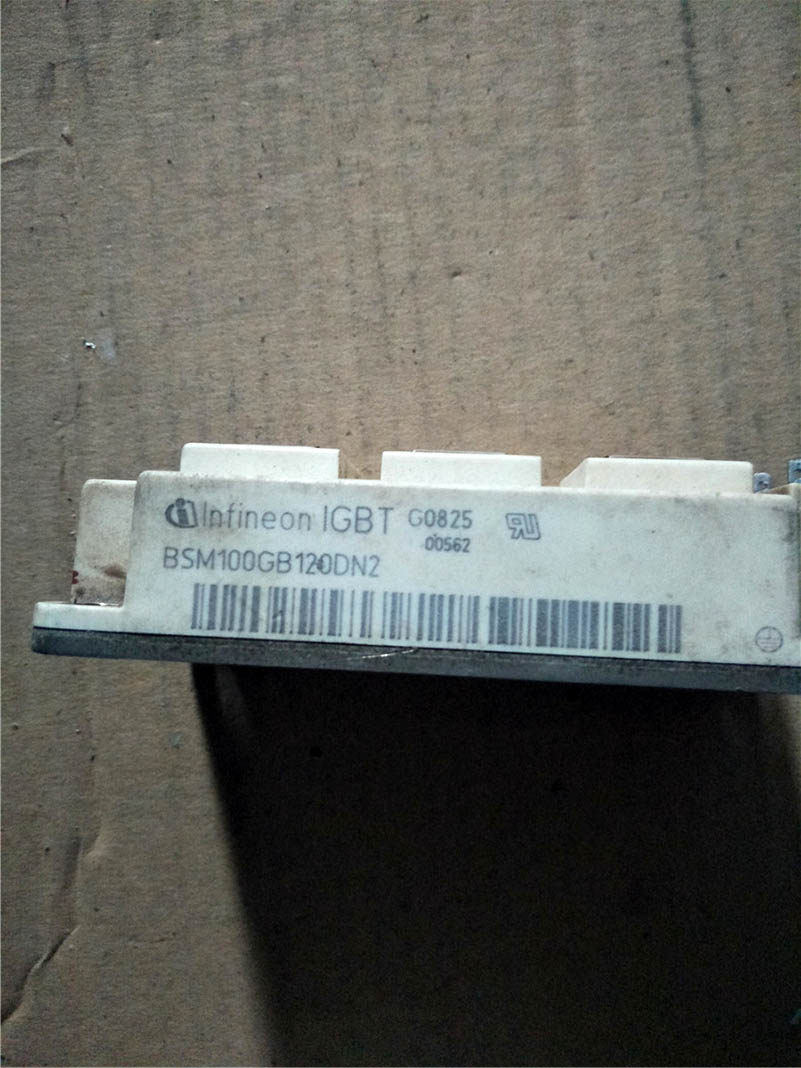 Infineon IGBT G0825
00562
BSM100GB120DN2